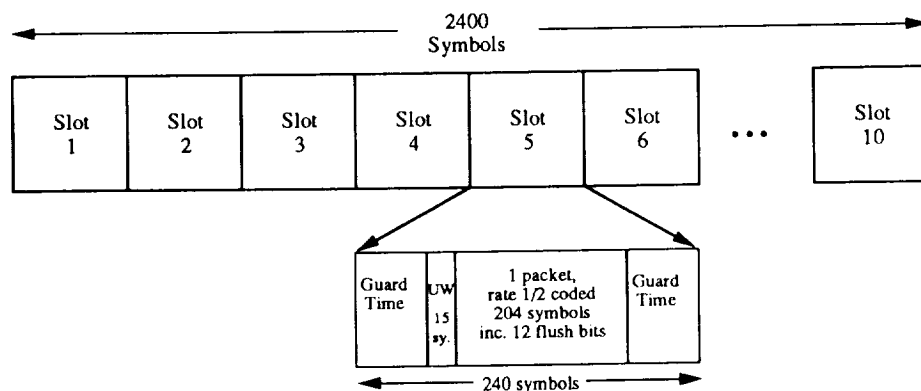 2400
Symbols
Slot
1
Slot
2
Slot
3
Slot
4
Slot
5
Slot
6
...
Slot
10
Guard
Time
UW
15
sy.
1 packet,
rate 1/2 coded
204 symbols
inc. 12 flush bits
Guard
Time
240 symbols